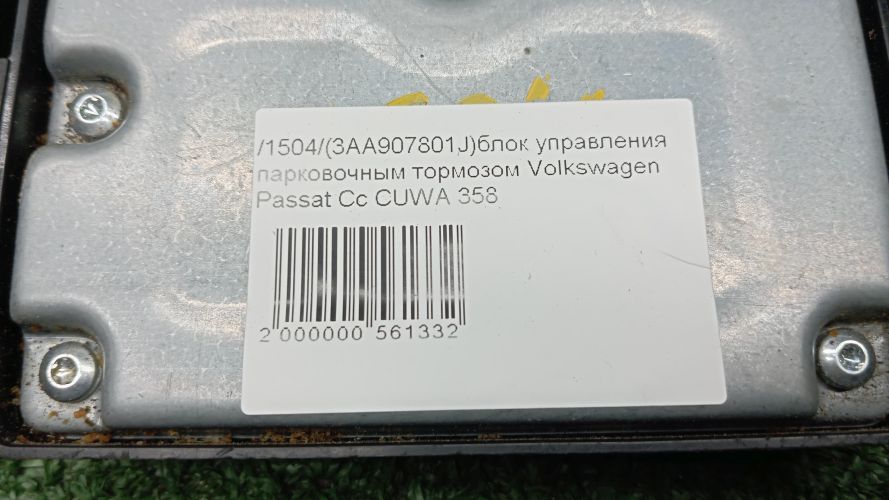 /1504/(3AA907801J)блок управления
парковочным тормозом Volkswagen
Passat Cc CUWA 358
2 000000 561332